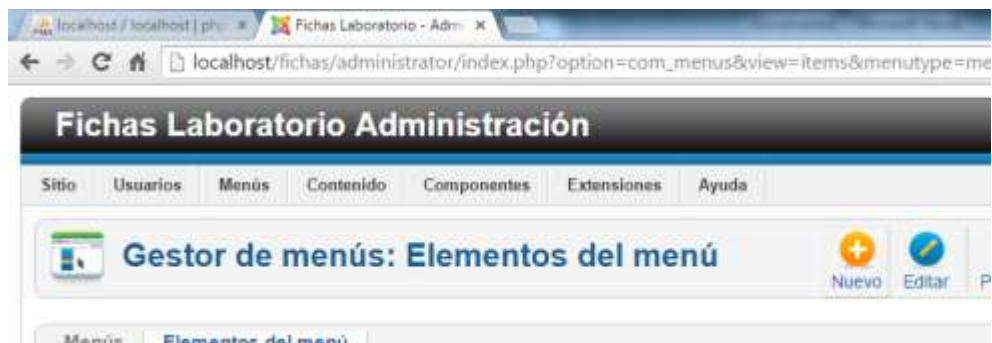 localhost / localhost | ph Fichas Laboratorio - Adm
localhost/fichas/administrator/index.php?option=com_menus&view=items&menutype=me
Fichas Laboratorio Administración
Sitio Usuarios Menús Contenido Componentes Extensiones Ayuda
Gestor de menús: Elementos del menú
Nuevo Editar P
Menús Elementos del menú